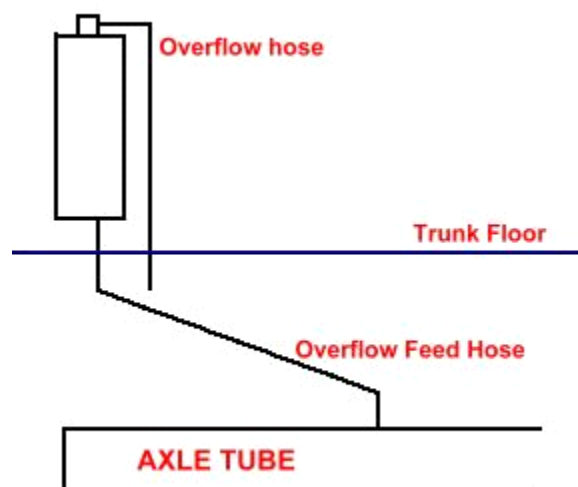 Overflow hose
Trunk Floor
Overflow Feed Hose
AXLE TUBE